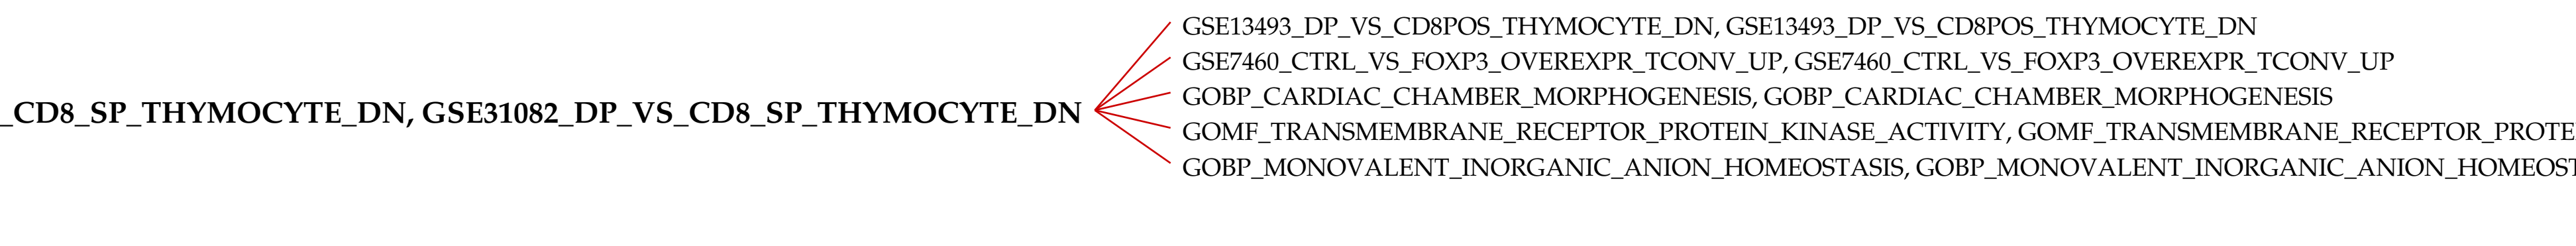 GSE13493_DP_VS_CD8POS_THYMOCYTE_DN, GSE13493_DP_VS_CD8POS_THYMOCYTE_DN
GSE7460_CTRL_VS_FOXP3_OVEREXPR_TCONV_UP, GSE7460_CTRL_VS_FOXP3_OVEREXPR_TCONV_UP
GOBP_CARDIAC_CHAMBER_MORPHOGENESIS, GOBP_CARDIAC_CHAMBER_MORPHOGENESIS
_CD8_SP_THYMOCYTE_DN, GSE31082_DP_VS_CD8_SP_THYMOCYTE_DN
GOMF_TRANSMEMBRANE_RECEPTOR_PROTEIN_KINASE_ACTIVITY, GOMF_TRANSMEMBRANE_RECEPTOR_PROTE
GOBP_MONOVALENT_INORGANIC_ANION_HOMEOSTASIS, GOBP_MONOVALENT_INORGANIC_ANION_HOMEOST